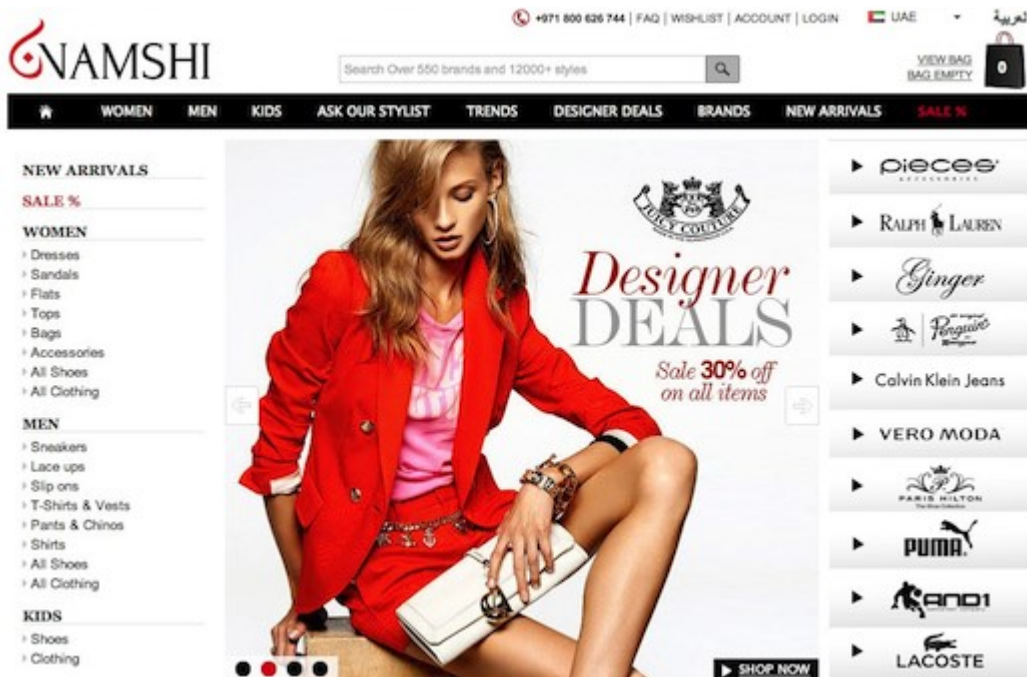 +971 800 626 744 | FAQ | WISHLIST | ACCOUNT | LOGIN
UAE
العربية
NAMSHI
Search Over 550 brands and 12000+ styles
VIEW BAG
BAG EMPTY
0
WOMEN MEN KIDS ASK OUR STYLIST TRENDS DESIGNER DEALS BRANDS NEW ARRIVALS SALE %
NEW ARRIVALS
SALE %
WOMEN
Dresses
Sandals
Flats
Tops
Bags
Accessories
All Shoes
All Clothing
MEN
Sneakers
Lace ups
Slip ons
T-Shirts & Vests
Pants & Chinos
Shirts
All Shoes
All Clothing
KIDS
Shoes
Clothing
JUICY COUTURE
Designer
DEALS
Sale 30% off
on all items
SHOP NOW
pieces
ACCESSORIES
RALPH LAUREN
Ginger
an original
Penguin
Calvin Klein Jeans
VERO MODA
PARIS HILTON
PUMA
AND1
LACOSTE